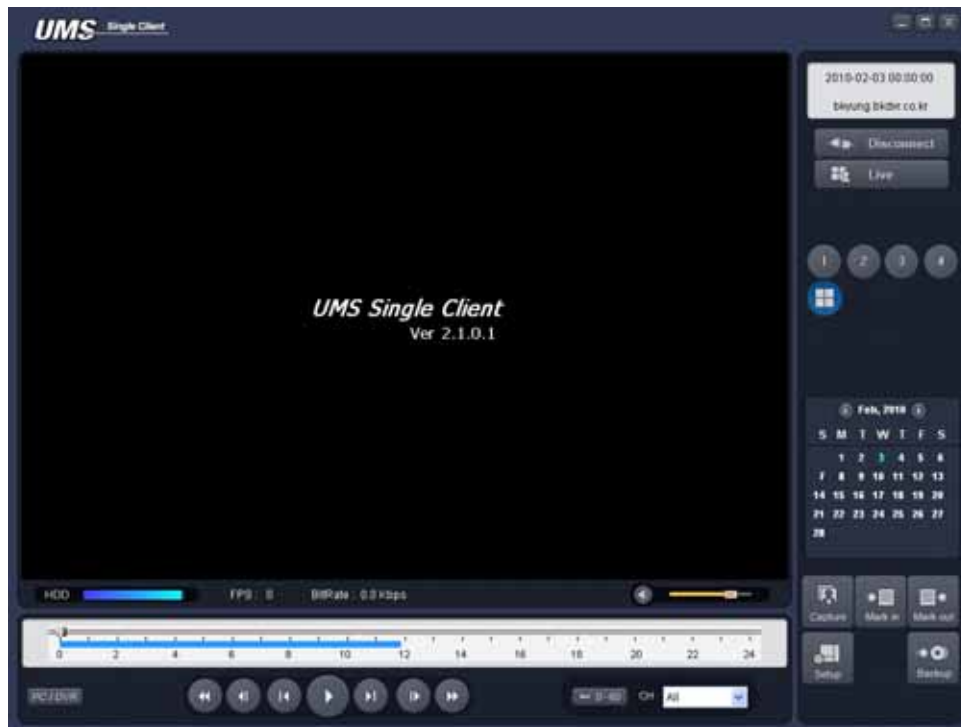 UMS Single Client
2010-02-03 00:00:00
bkyung.bkdvr.co.kr
Disconnect
Live
1 2 3 4
UMS Single Client
Ver 2.1.0.1
Feb, 2010
S M T W T F S
1 2 3 4 5 6
7 8 9 10 11 12 13
14 15 16 17 18 19 20
21 22 23 24 25 26 27
28
HDD FPS : 0 BitRate : 0.0 Kbps
Capture Mark in Mark out
0 2 4 6 8 10 12 14 16 18 20 22 24
Setup Backup
PC / DVR 0-60 CH All